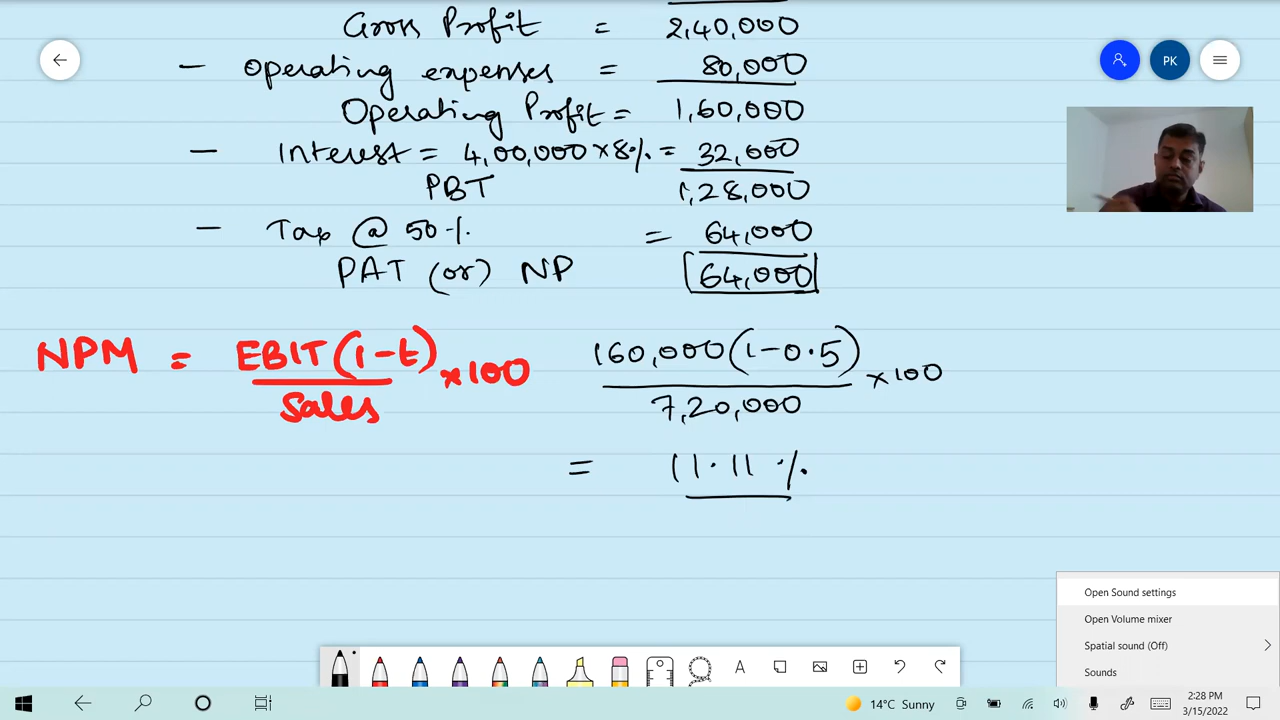 Gross Profit = 2,40,000
- operating expenses = 80,000
Operating Profit = 1,60,000
- Interest = 4,00,000 × 8% = 32,000
PBT 1,28,000
- Tax @ 50% = 64,000
PAT (or) NP 64,000
NPM = EBIT(1-t) / Sales × 100
160,000(1-0.5) / 7,20,000 × 100
= 11.11 %
PK
Open Sound settings
Open Volume mixer
Spatial sound (Off)
Sounds
A
14°C Sunny
2:28 PM
3/15/2022